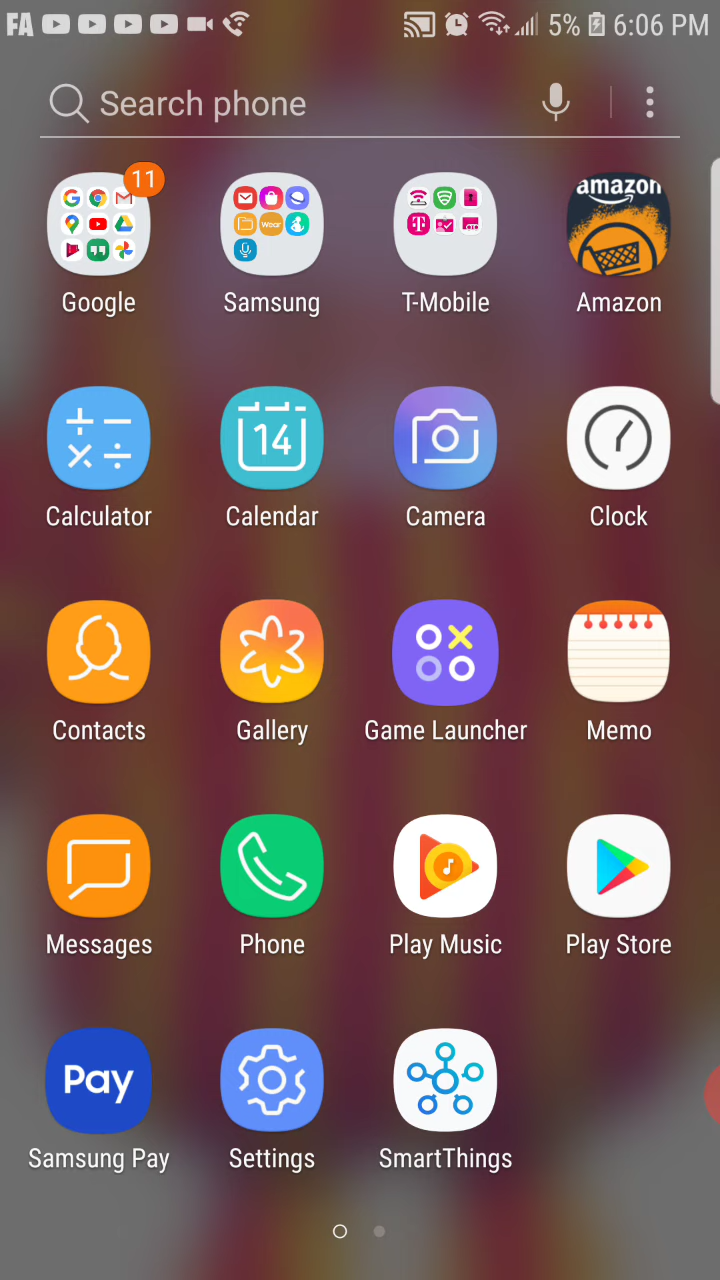 FA 5% 6:06 PM
Search phone
11
amazon
Wear
Google Samsung T-Mobile Amazon
14
Calculator Calendar Camera Clock
Contacts Gallery Game Launcher Memo
Messages Phone Play Music Play Store
Pay
Samsung Pay Settings SmartThings